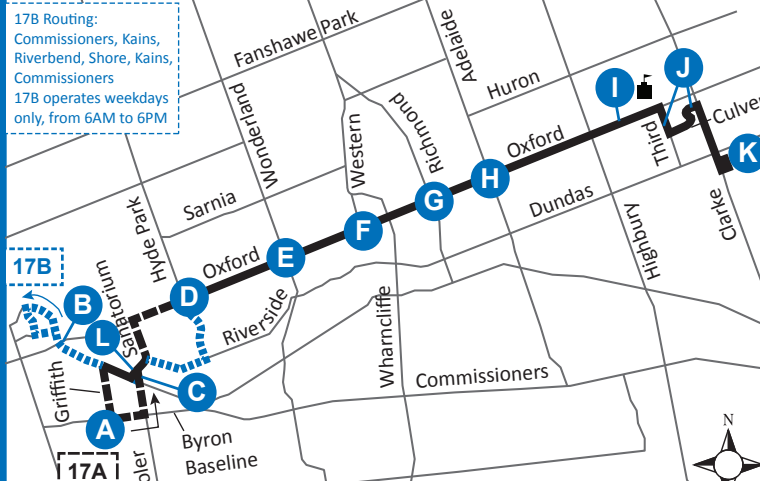 17B Routing:
Commissioners, Kains,
Riverbend, Shore, Kains,
Commissioners
17B operates weekdays
only, from 6AM to 6PM
Fanshawe Park
Adelaide
Wonderland
Huron
I
J
Culver
Richmond
Western
Oxford
Third
K
H
Sarnia
Dundas
G
Hyde Park
F
Clarke
Highbury
E
Oxford
17B
Sanatorium
D
B
Riverside
L
Wharncliffe
Commissioners
Griffith
C
A
Byron
Baseline
N
17A